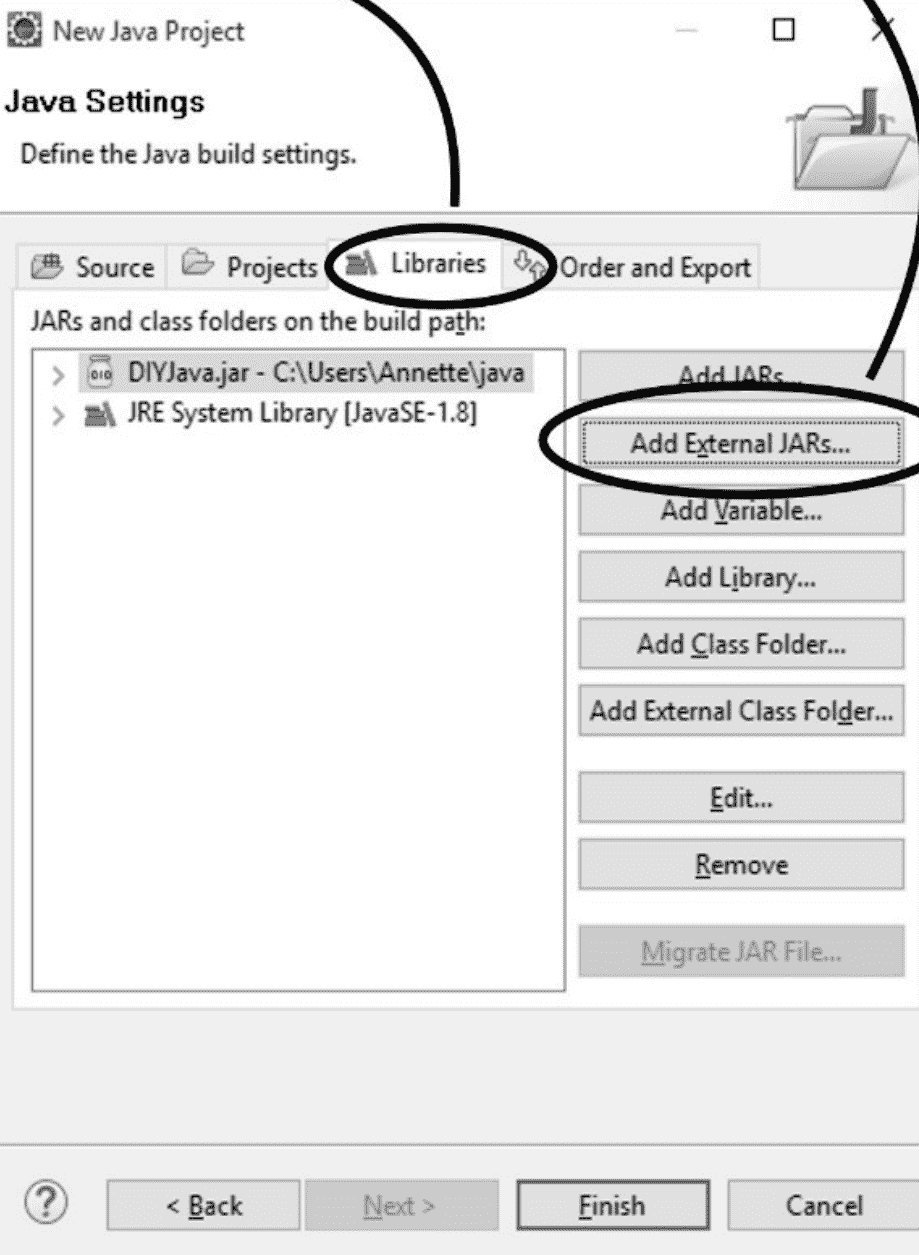 New Java Project
Java Settings
Define the Java build settings.
Source Projects Libraries Order and Export
JARs and class folders on the build path:
DIYJava.jar - C:\Users\Annette\java
JRE System Library [JavaSE-1.8]
Add JARs...
Add External JARs...
Add Variable...
Add Library...
Add Class Folder...
Add External Class Folder...
Edit...
Remove
Migrate JAR File...
? < Back Next > Finish Cancel